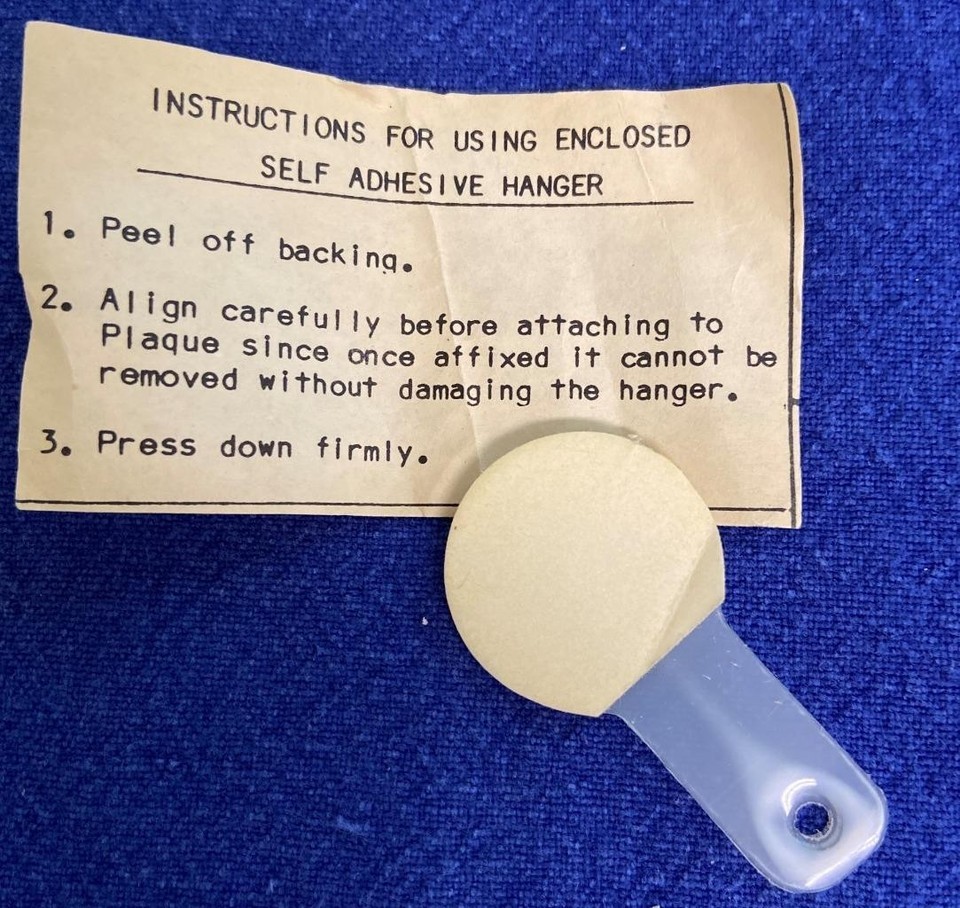 INSTRUCTIONS FOR USING ENCLOSED
SELF ADHESIVE HANGER
1. Peel off backing.
2. Align carefully before attaching to
Plaque since once affixed it cannot be
removed without damaging the hanger.
3. Press down firmly.